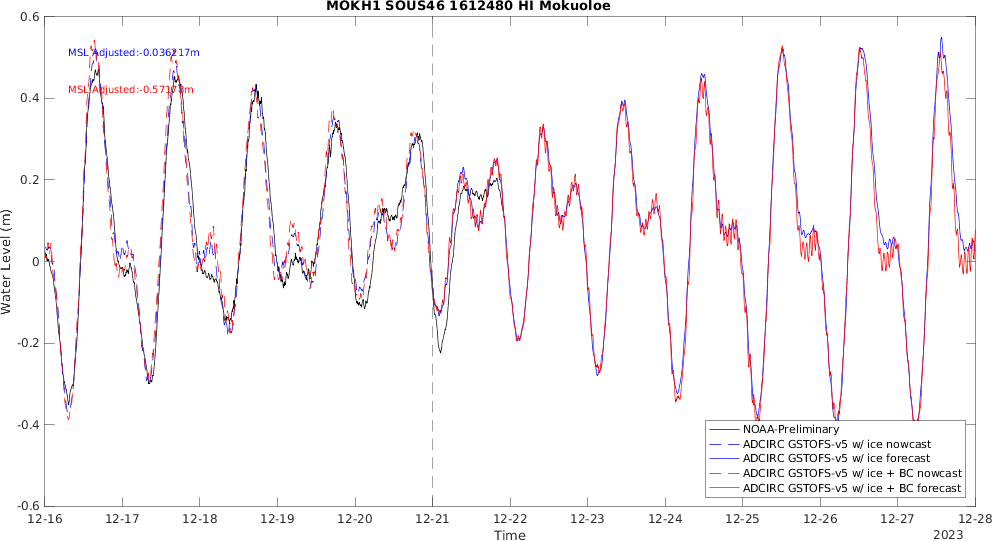 MOKH1 SOUS46 1612480 HI Mokuoloe
0.6
0.4
0.2
0
-0.2
-0.4
-0.6
Water Level (m)
MSL Adjusted:-0.036217m
MSL Adjusted:-0.57173m
NOAA-Preliminary
ADCIRC GSTOFS-v5 w/ ice nowcast
ADCIRC GSTOFS-v5 w/ ice forecast
ADCIRC GSTOFS-v5 w/ ice + BC nowcast
ADCIRC GSTOFS-v5 w/ ice + BC forecast
12-16 12-17 12-18 12-19 12-20 12-21 12-22 12-23 12-24 12-25 12-26 12-27 12-28
Time
2023